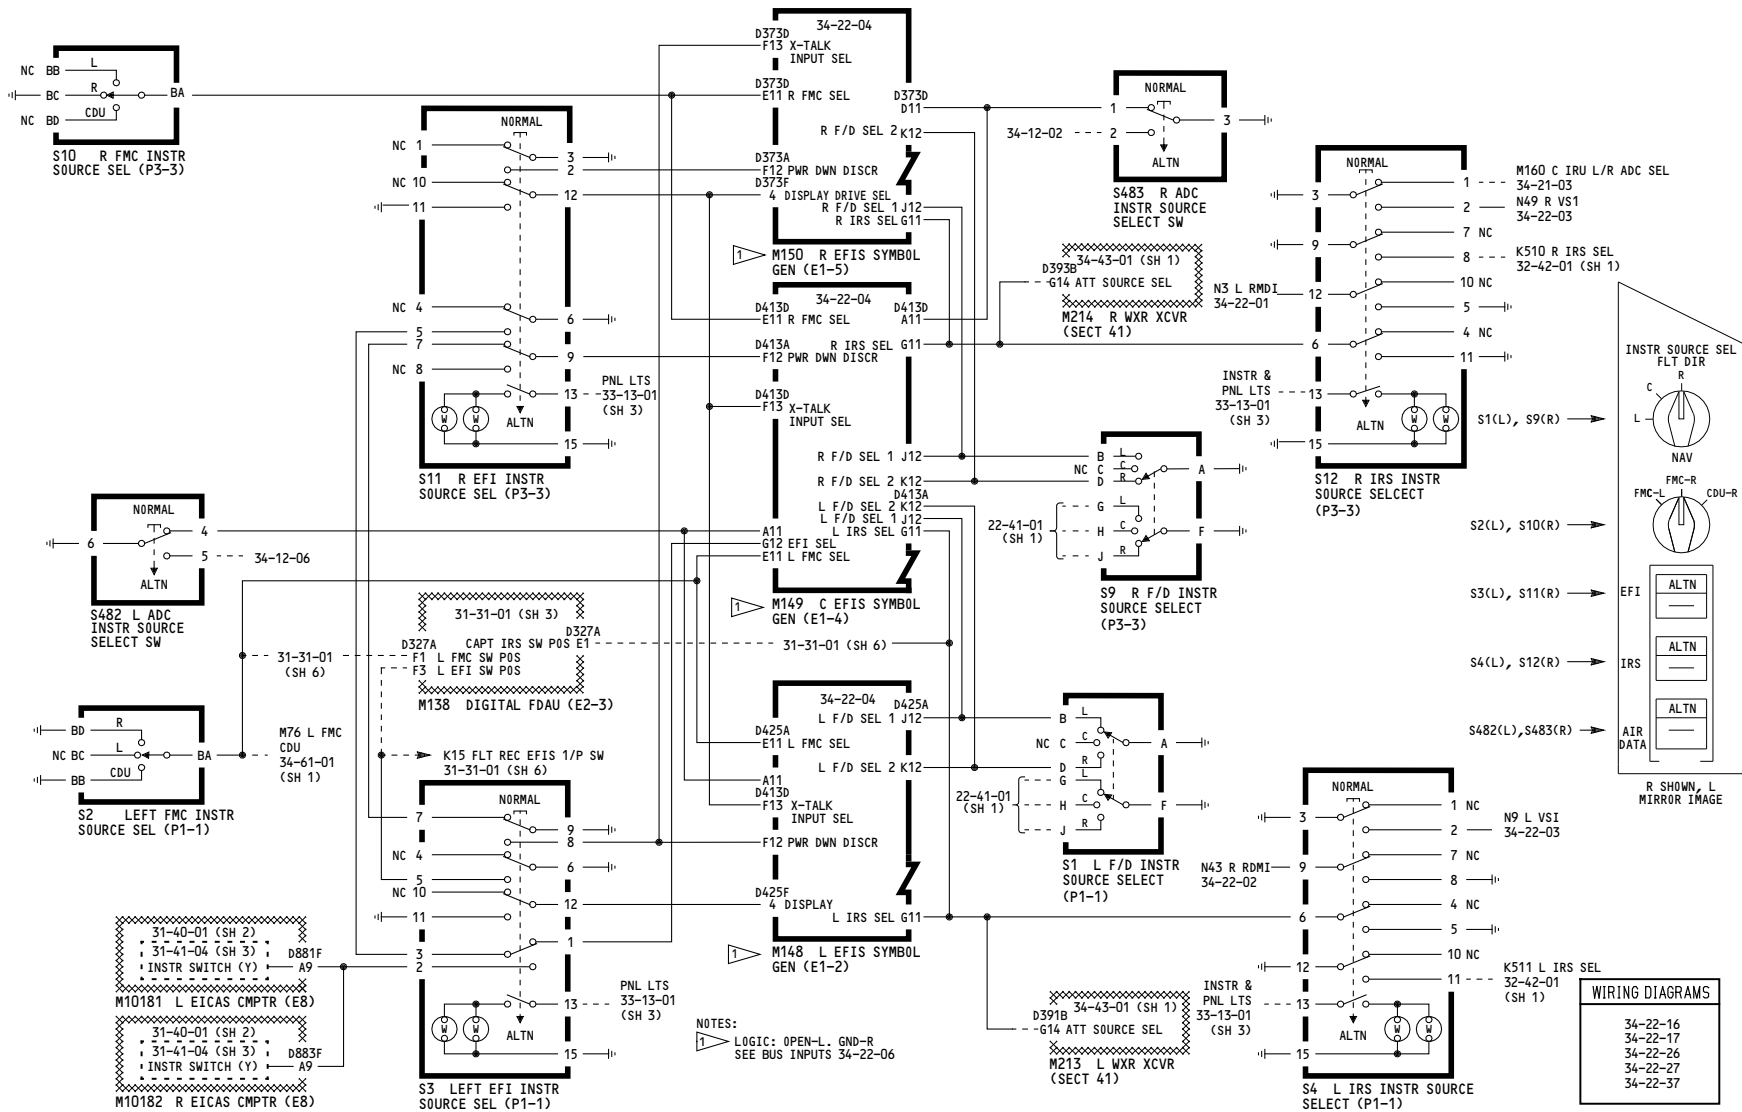 NC BB L
BC R BA
NC BD CDU
S10 R FMC INSTR
SOURCE SEL (P3-3)
NORMAL
NC 1
3
2
NC 10
12
11
NC 4
6
5
7
9
NC 8
13
PNL LTS
33-13-01
(SH 3)
W W
ALTN
15
S11 R EFI INSTR
SOURCE SEL (P3-3)
34-22-04
D373D
F13 X-TALK
INPUT SEL
D373D
E11 R FMC SEL
D373D
D11
R F/D SEL 2 K12
D373A
F12 PWR DWN DISCR
D373F
4 DISPLAY DRIVE SEL
R F/D SEL 1 J12
R IRS SEL G11
1
M150 R EFIS SYMBOL
GEN (E1-5)
34-22-04
D413D
E11 R FMC SEL
D413D
A11
R IRS SEL G11
D413A
F12 PWR DWN DISCR
D413D
F13 X-TALK
INPUT SEL
R F/D SEL 1 J12
R F/D SEL 2 K12
D413A
L F/D SEL 2 K12
L F/D SEL 1 J12
L IRS SEL G11
A11
G12 EFI SEL
E11 L FMC SEL
1
M149 C EFIS SYMBOL
GEN (E1-4)
NORMAL
1
3
34-12-02 2
ALTN
S483 R ADC
INSTR SOURCE
SELECT SW
34-43-01 (SH 1)
D393B
G14 ATT SOURCE SEL
M214 R WXR XCVR
(SECT 41)
NORMAL
3
1
M160 C IRU L/R ADC SEL
34-21-03
2
N49 R VS1
34-22-03
7 NC
9
8
K510 R IRS SEL
32-42-01 (SH 1)
N3 L RMDI
34-22-01
12
10 NC
5
6
4 NC
11
INSTR &
PNL LTS
33-13-01
(SH 3)
13
ALTN
W W
15
S12 R IRS INSTR
SOURCE SELCECT
(P3-3)
B L
NC C C A
D R
G L
22-41-01
(SH 1)
H C F
J R
S9 R F/D INSTR
SOURCE SELECT
(P3-3)
INSTR SOURCE SEL
FLT DIR
R
C
L
NAV
S1(L), S9(R)
FMC-R
FMC-L CDU-R
S2(L), S10(R)
ALTN
EFI
S3(L), S11(R)
ALTN
IRS
S4(L), S12(R)
ALTN
AIR
DATA
S482(L),S483(R)
R SHOWN, L
MIRROR IMAGE
NORMAL
4
6
5 34-12-06
ALTN
S482 L ADC
INSTR SOURCE
SELECT SW
31-31-01 (SH 3)
D327A
CAPT IRS SW POS E1
D327A
F1 L FMC SW POS
F3 L EFI SW POS
M138 DIGITAL FDAU (E2-3)
31-31-01
(SH 6)
31-31-01 (SH 6)
BD R
NC BC L BA
BB CDU
S2 LEFT FMC INSTR
SOURCE SEL (P1-1)
M76 L FMC
CDU
34-61-01
(SH 1)
K15 FLT REC EFIS 1/P SW
31-31-01 (SH 6)
NORMAL
7
9
8
NC 4
6
5
NC 10
12
11
1
3
2
13
PNL LTS
33-13-01
(SH 3)
W W
ALTN
15
S3 LEFT EFI INSTR
SOURCE SEL (P1-1)
31-40-01 (SH 2)
31-41-04 (SH 3)
INSTR SWITCH (Y)
D881F
A9
M10181 L EICAS CMPTR (E8)
31-40-01 (SH 2)
31-41-04 (SH 3)
INSTR SWITCH (Y)
D883F
A9
M10182 R EICAS CMPTR (E8)
34-22-04
D425A
L F/D SEL 1 J12
D425A
E11 L FMC SEL
L F/D SEL 2 K12
A11
D413D
F13 X-TALK
INPUT SEL
F12 PWR DWN DISCR
D425F
4 DISPLAY
L IRS SEL G11
1
M148 L EFIS SYMBOL
GEN (E1-2)
NOTES:
1 LOGIC: OPEN-L. GND-R
SEE BUS INPUTS 34-22-06
B L
NC C C A
D R
G L
22-41-01
(SH 1)
H C F
J R
S1 L F/D INSTR
SOURCE SELECT
(P1-1)
34-43-01 (SH 1)
D391B
G14 ATT SOURCE SEL
M213 L WXR XCVR
(SECT 41)
NORMAL
3
1 NC
2
N9 L VSI
34-22-03
7 NC
N43 R RDMI
34-22-02
9
8
4 NC
6
5
10 NC
12
11
K511 L IRS SEL
32-42-01
(SH 1)
INSTR &
PNL LTS
33-13-01
(SH 3)
13
ALTN
W W
15
S4 L IRS INSTR SOURCE
SELECT (P1-1)
WIRING DIAGRAMS
34-22-16
34-22-17
34-22-26
34-22-27
34-22-37